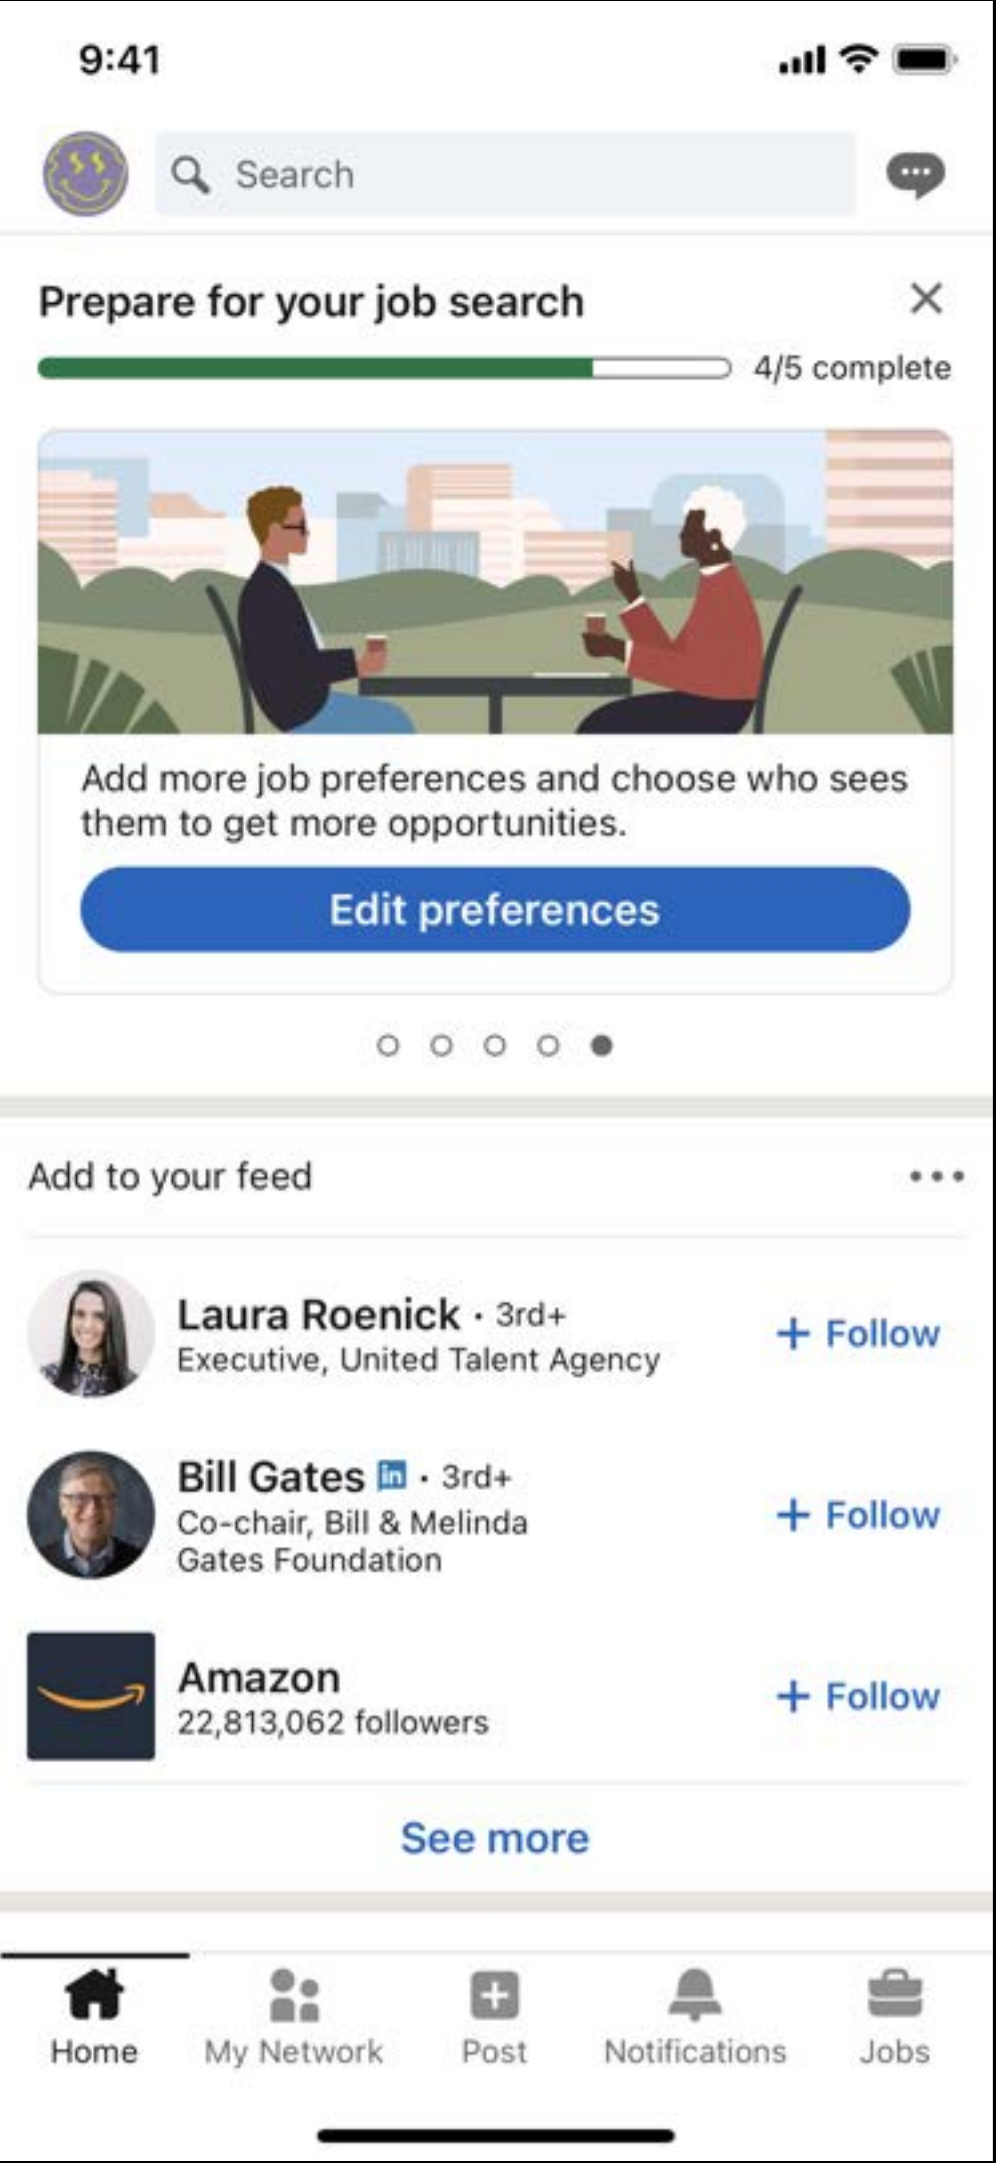 9:41
Search
Prepare for your job search
4/5 complete
Add more job preferences and choose who sees
them to get more opportunities.
Edit preferences
Add to your feed
Laura Roenick · 3rd+
Executive, United Talent Agency
+ Follow
Bill Gates in · 3rd+
Co-chair, Bill & Melinda
Gates Foundation
+ Follow
Amazon
22,813,062 followers
+ Follow
See more
Home
My Network
Post
Notifications
Jobs